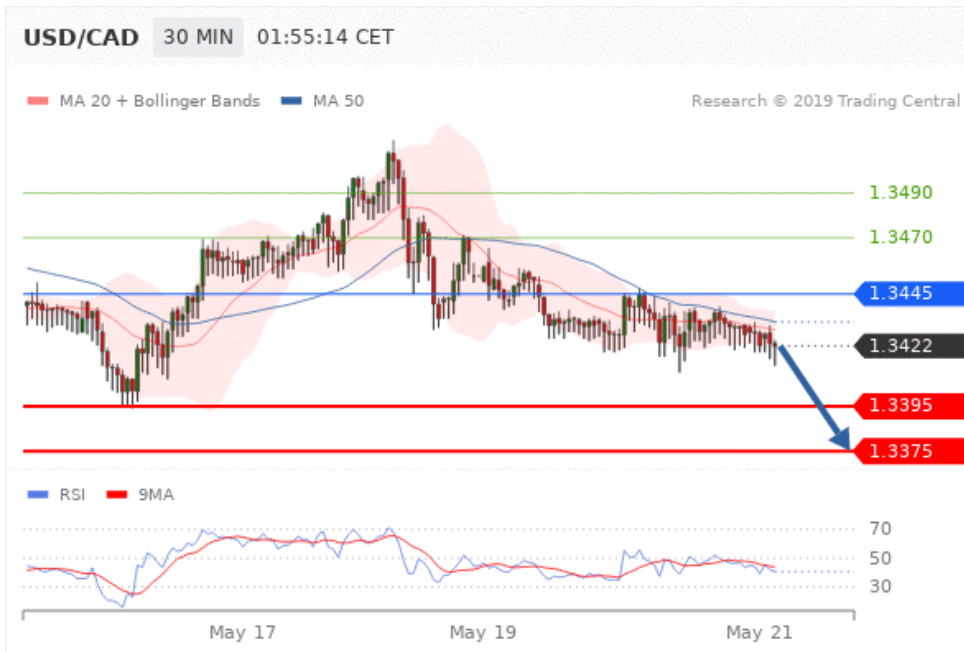 USD/CAD 30 MIN 01:55:14 CET
MA 20 + Bollinger Bands MA 50 Research © 2019 Trading Central
1.3490
1.3470
1.3445
1.3422
1.3395
1.3375
RSI 9MA
70
50
30
May 17 May 19 May 21